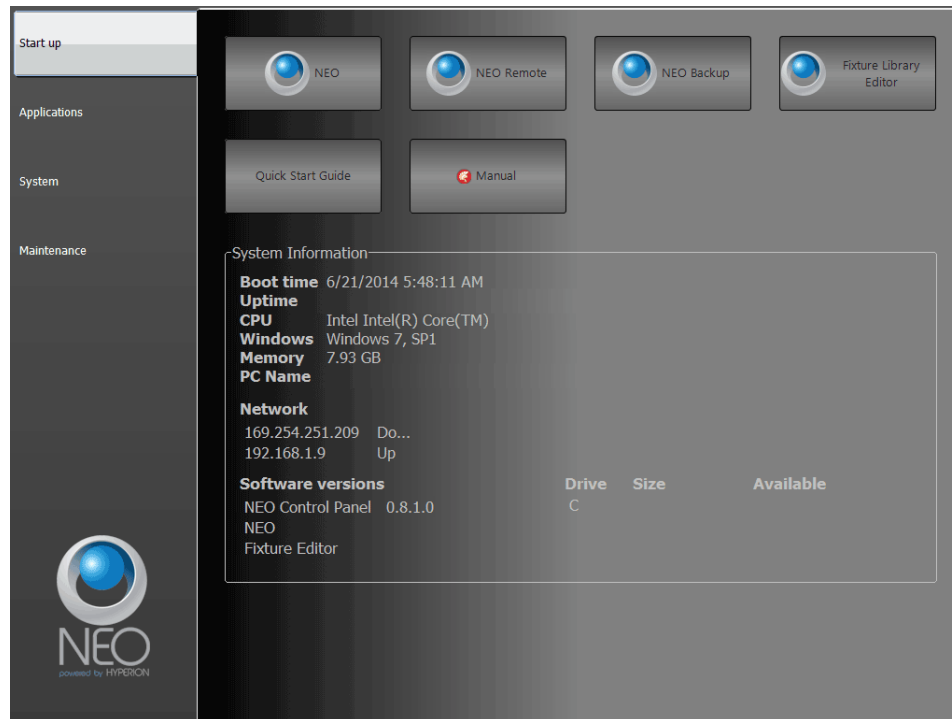 Start up
Applications
System
Maintenance
NEO
NEO Remote
NEO Backup
Fixture Library
Editor
Quick Start Guide
Manual
System Information
Boot time 6/21/2014 5:48:11 AM
Uptime
CPU Intel Intel(R) Core(TM)
Windows Windows 7, SP1
Memory 7.93 GB
PC Name
Network
169.254.251.209 Do...
192.168.1.9 Up
Software versions
NEO Control Panel 0.8.1.0
NEO
Fixture Editor
Drive Size Available
C
NEO
powered by HYPERION